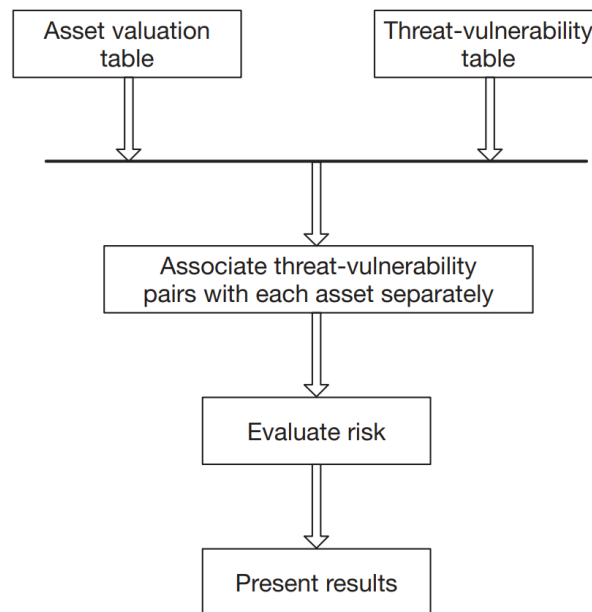 Asset valuation
table
Threat-vulnerability
table
Associate threat-vulnerability
pairs with each asset separately
Evaluate risk
Present results